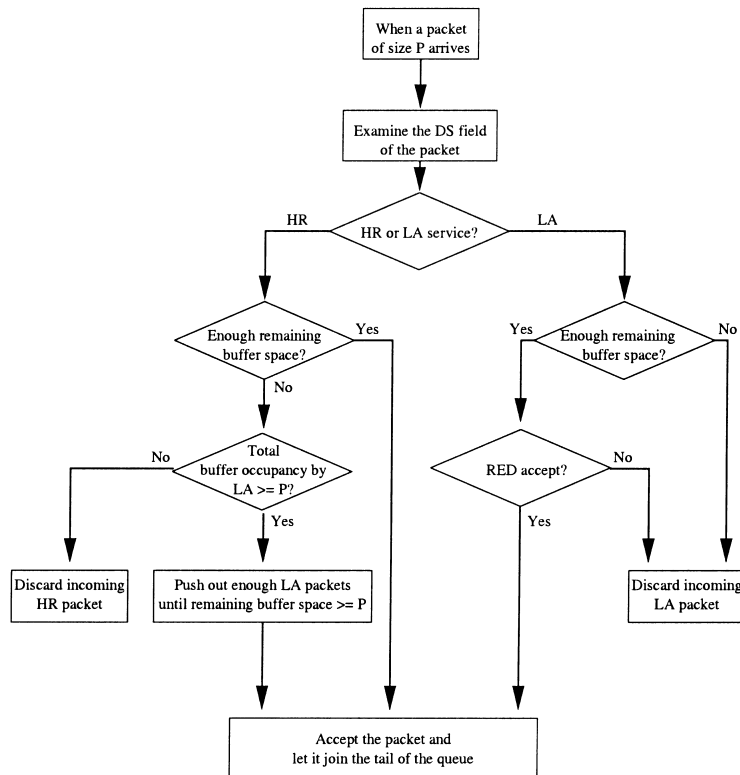 When a packet
of size P arrives
Examine the DS field
of the packet
HR
LA
HR or LA service?
Enough remaining
buffer space?
Yes
No
Yes
Enough remaining
buffer space?
No
Total
buffer occupancy by
LA >= P?
No
Yes
RED accept?
No
Yes
Discard incoming
HR packet
Push out enough LA packets
until remaining buffer space >= P
Discard incoming
LA packet
Accept the packet and
let it join the tail of the queue